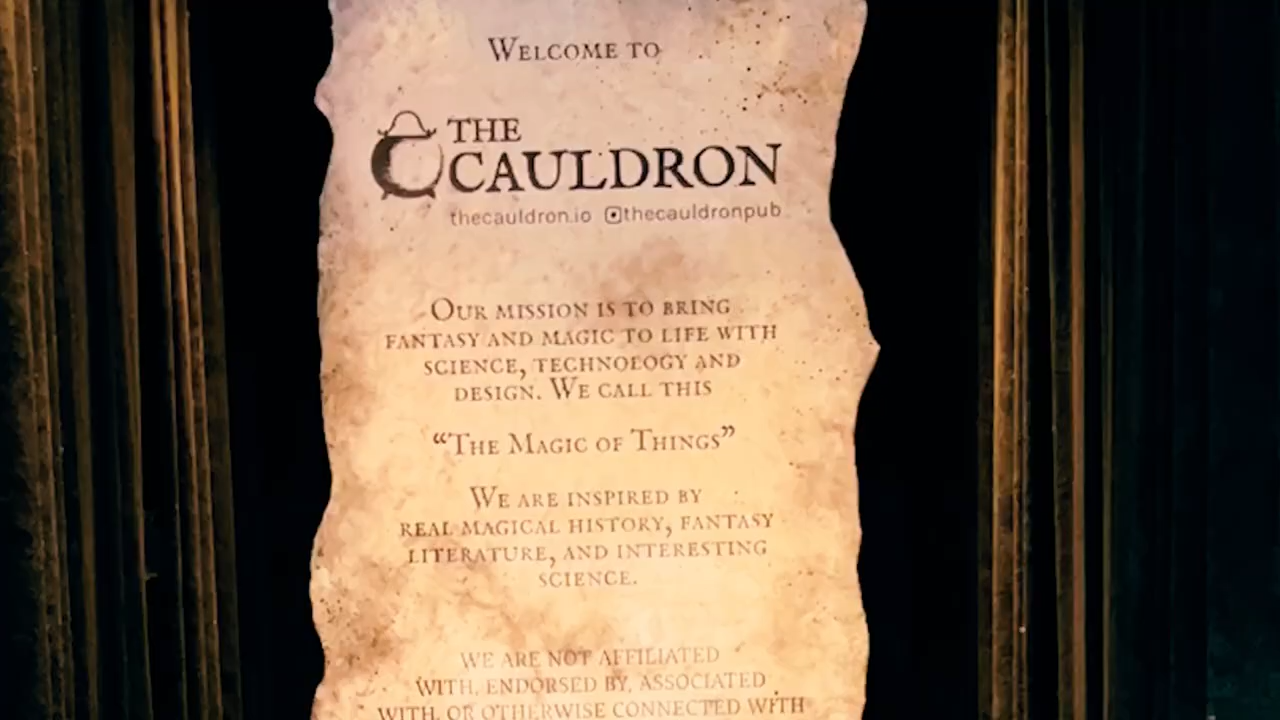 WELCOME TO
THE
CAULDRON
thecauldron.io thecauldronpub
OUR MISSION IS TO BRING
FANTASY AND MAGIC TO LIFE WITH
SCIENCE, TECHNOLOGY AND
DESIGN. WE CALL THIS
“THE MAGIC OF THINGS”
WE ARE INSPIRED BY
REAL MAGICAL HISTORY, FANTASY
LITERATURE, AND INTERESTING
SCIENCE.
WE ARE NOT AFFILIATED
WITH, ENDORSED BY, ASSOCIATED
WITH, OR OTHERWISE CONNECTED WITH